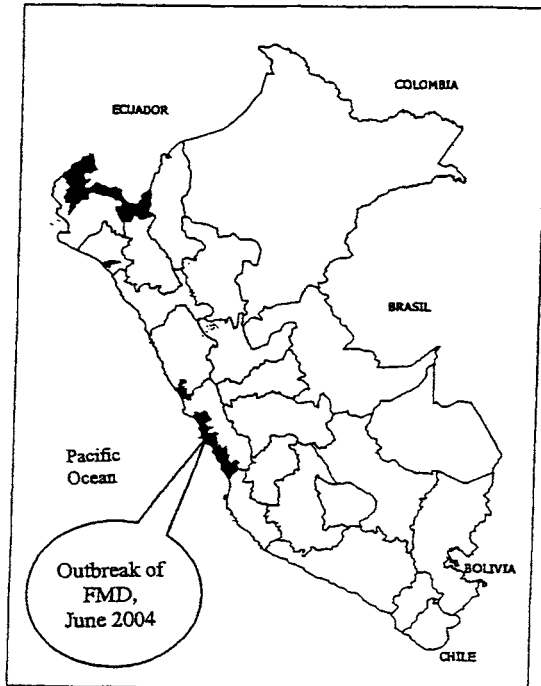 COLOMBIA
ECUADOR
BRASIL
Pacific
Ocean
Outbreak of
FMD,
June 2004
BOLIVIA
CHILE